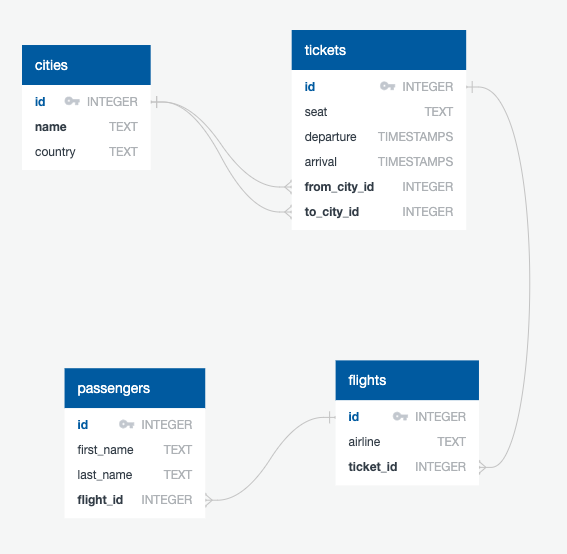 cities
id INTEGER
name TEXT
country TEXT
tickets
id INTEGER
seat TEXT
departure TIMESTAMPS
arrival TIMESTAMPS
from_city_id INTEGER
to_city_id INTEGER
passengers
id INTEGER
first_name TEXT
last_name TEXT
flight_id INTEGER
flights
id INTEGER
airline TEXT
ticket_id INTEGER